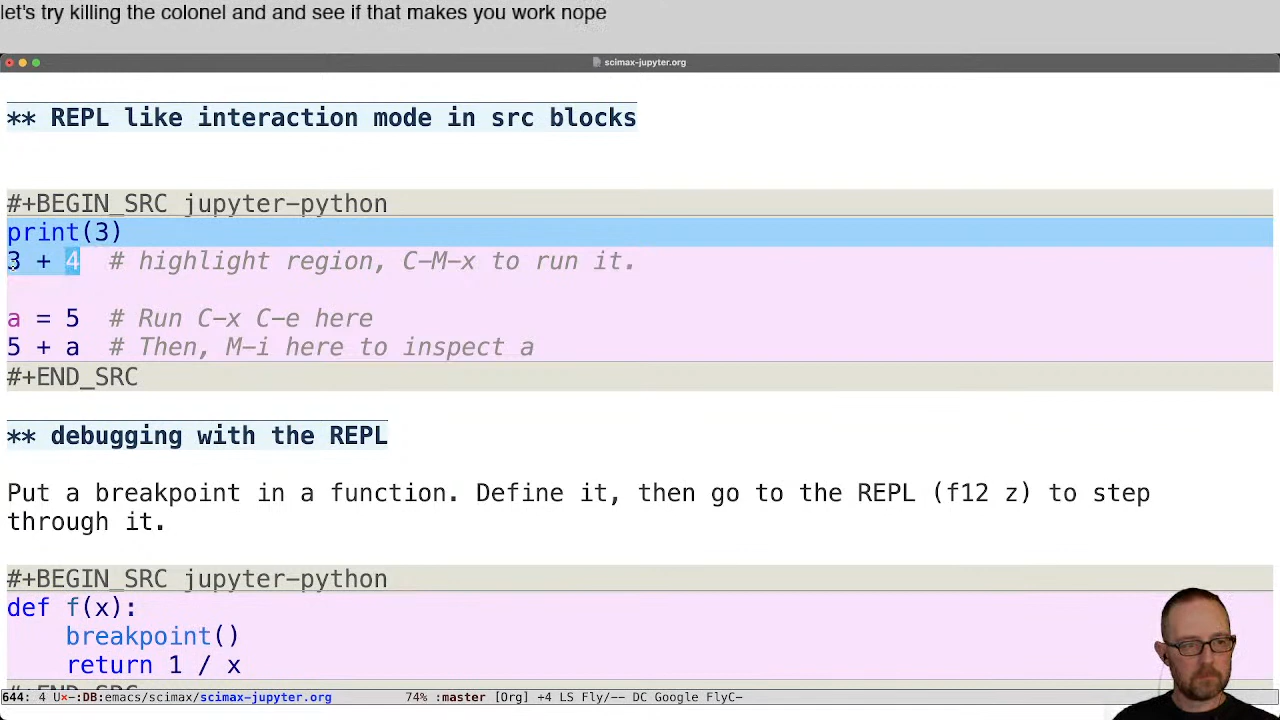 let's try killing the colonel and and see if that makes you work nope
scimax-jupyter.org
** REPL like interaction mode in src blocks
#+BEGIN_SRC jupyter-python
print(3)
3 + 4  # highlight region, C-M-x to run it.
a = 5  # Run C-x C-e here
5 + a  # Then, M-i here to inspect a
#+END_SRC
** debugging with the REPL
Put a breakpoint in a function. Define it, then go to the REPL (f12 z) to step
through it.
#+BEGIN_SRC jupyter-python
def f(x):
    breakpoint()
    return 1 / x
#+END_SRC
644: 4 U×-:DB:emacs/scimax/scimax-jupyter.org 74% :master [Org] +4 LS Fly/-- DC Google FlyC-